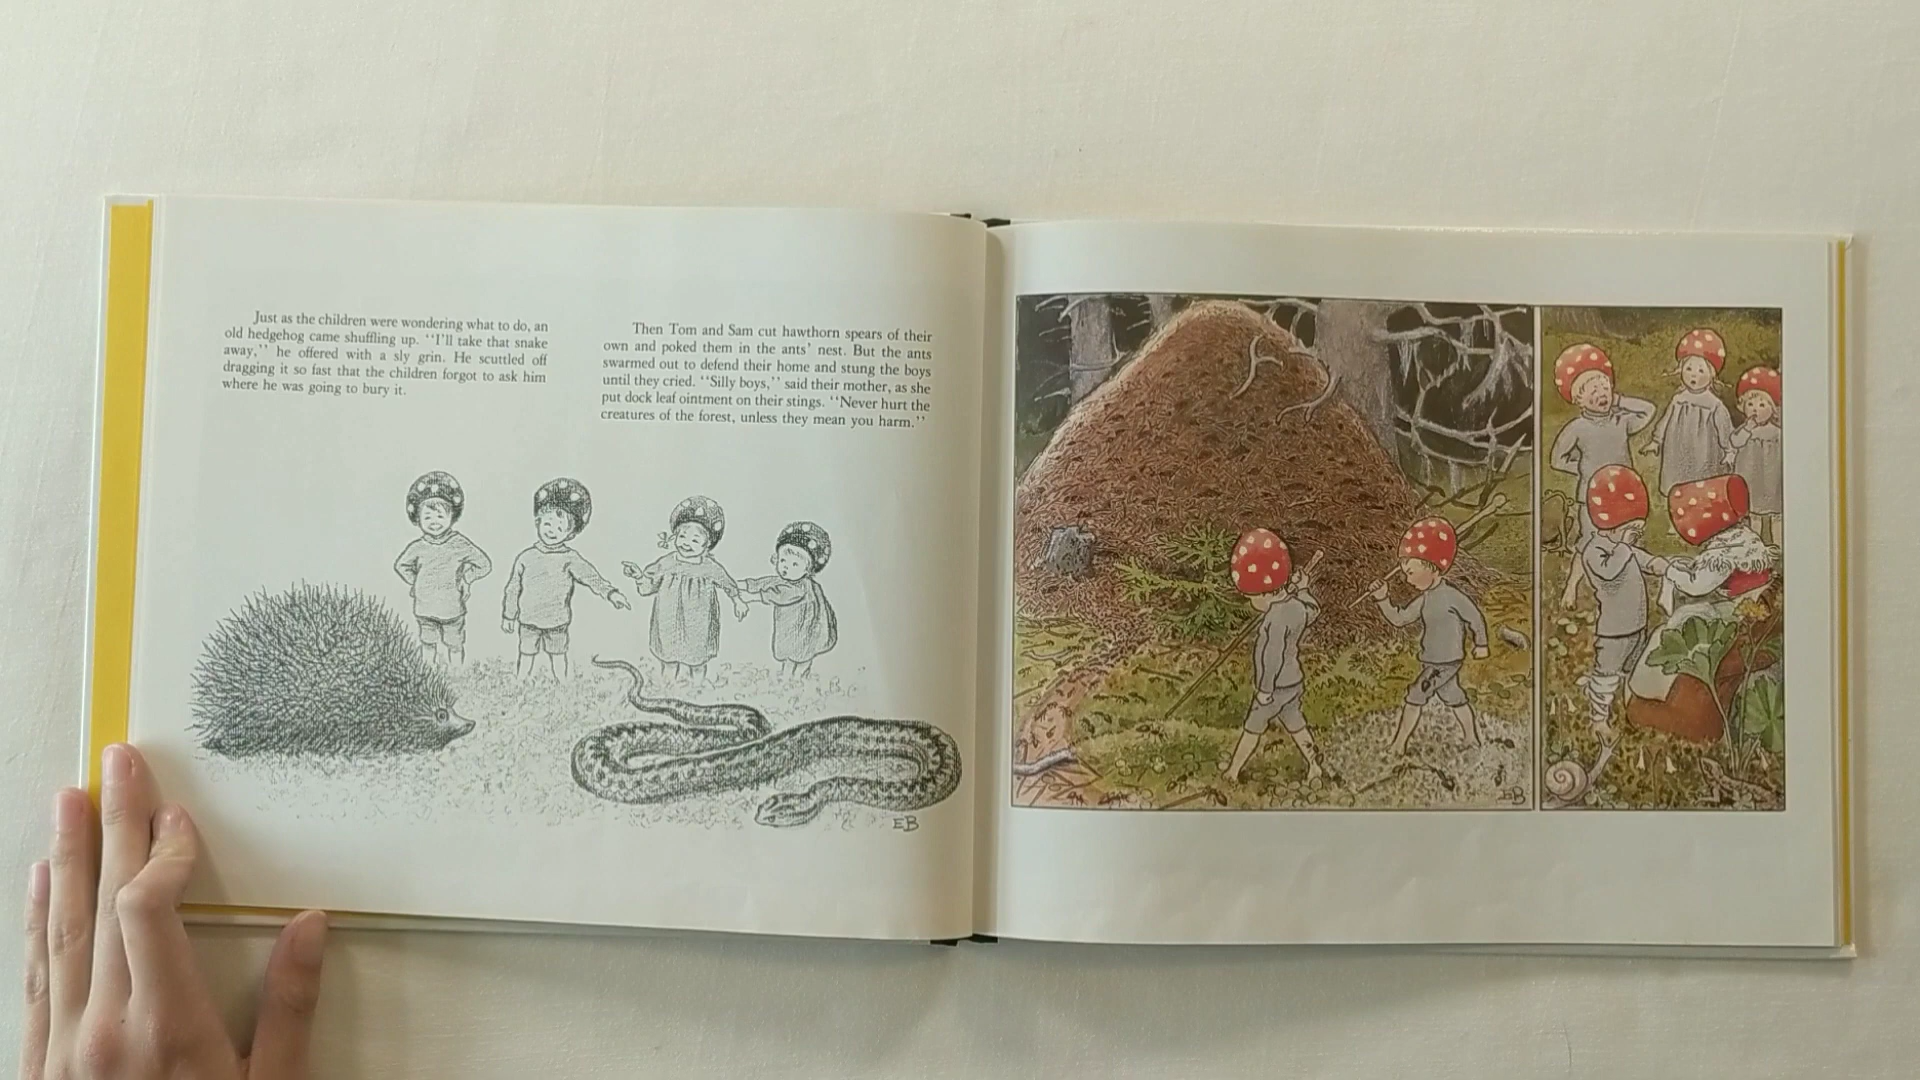 Just as the children were wondering what to do, an
old hedgehog came shuffling up. ‘‘I’ll take that snake
away,’’ he offered with a sly grin. He scuttled off
dragging it so fast that the children forgot to ask him
where he was going to bury it.
Then Tom and Sam cut hawthorn spears of their
own and poked them in the ants’ nest. But the ants
swarmed out to defend their home and stung the boys
until they cried. ‘‘Silly boys,’’ said their mother, as she
put dock leaf ointment on their stings. ‘‘Never hurt the
creatures of the forest, unless they mean you harm.’’
EB
EB